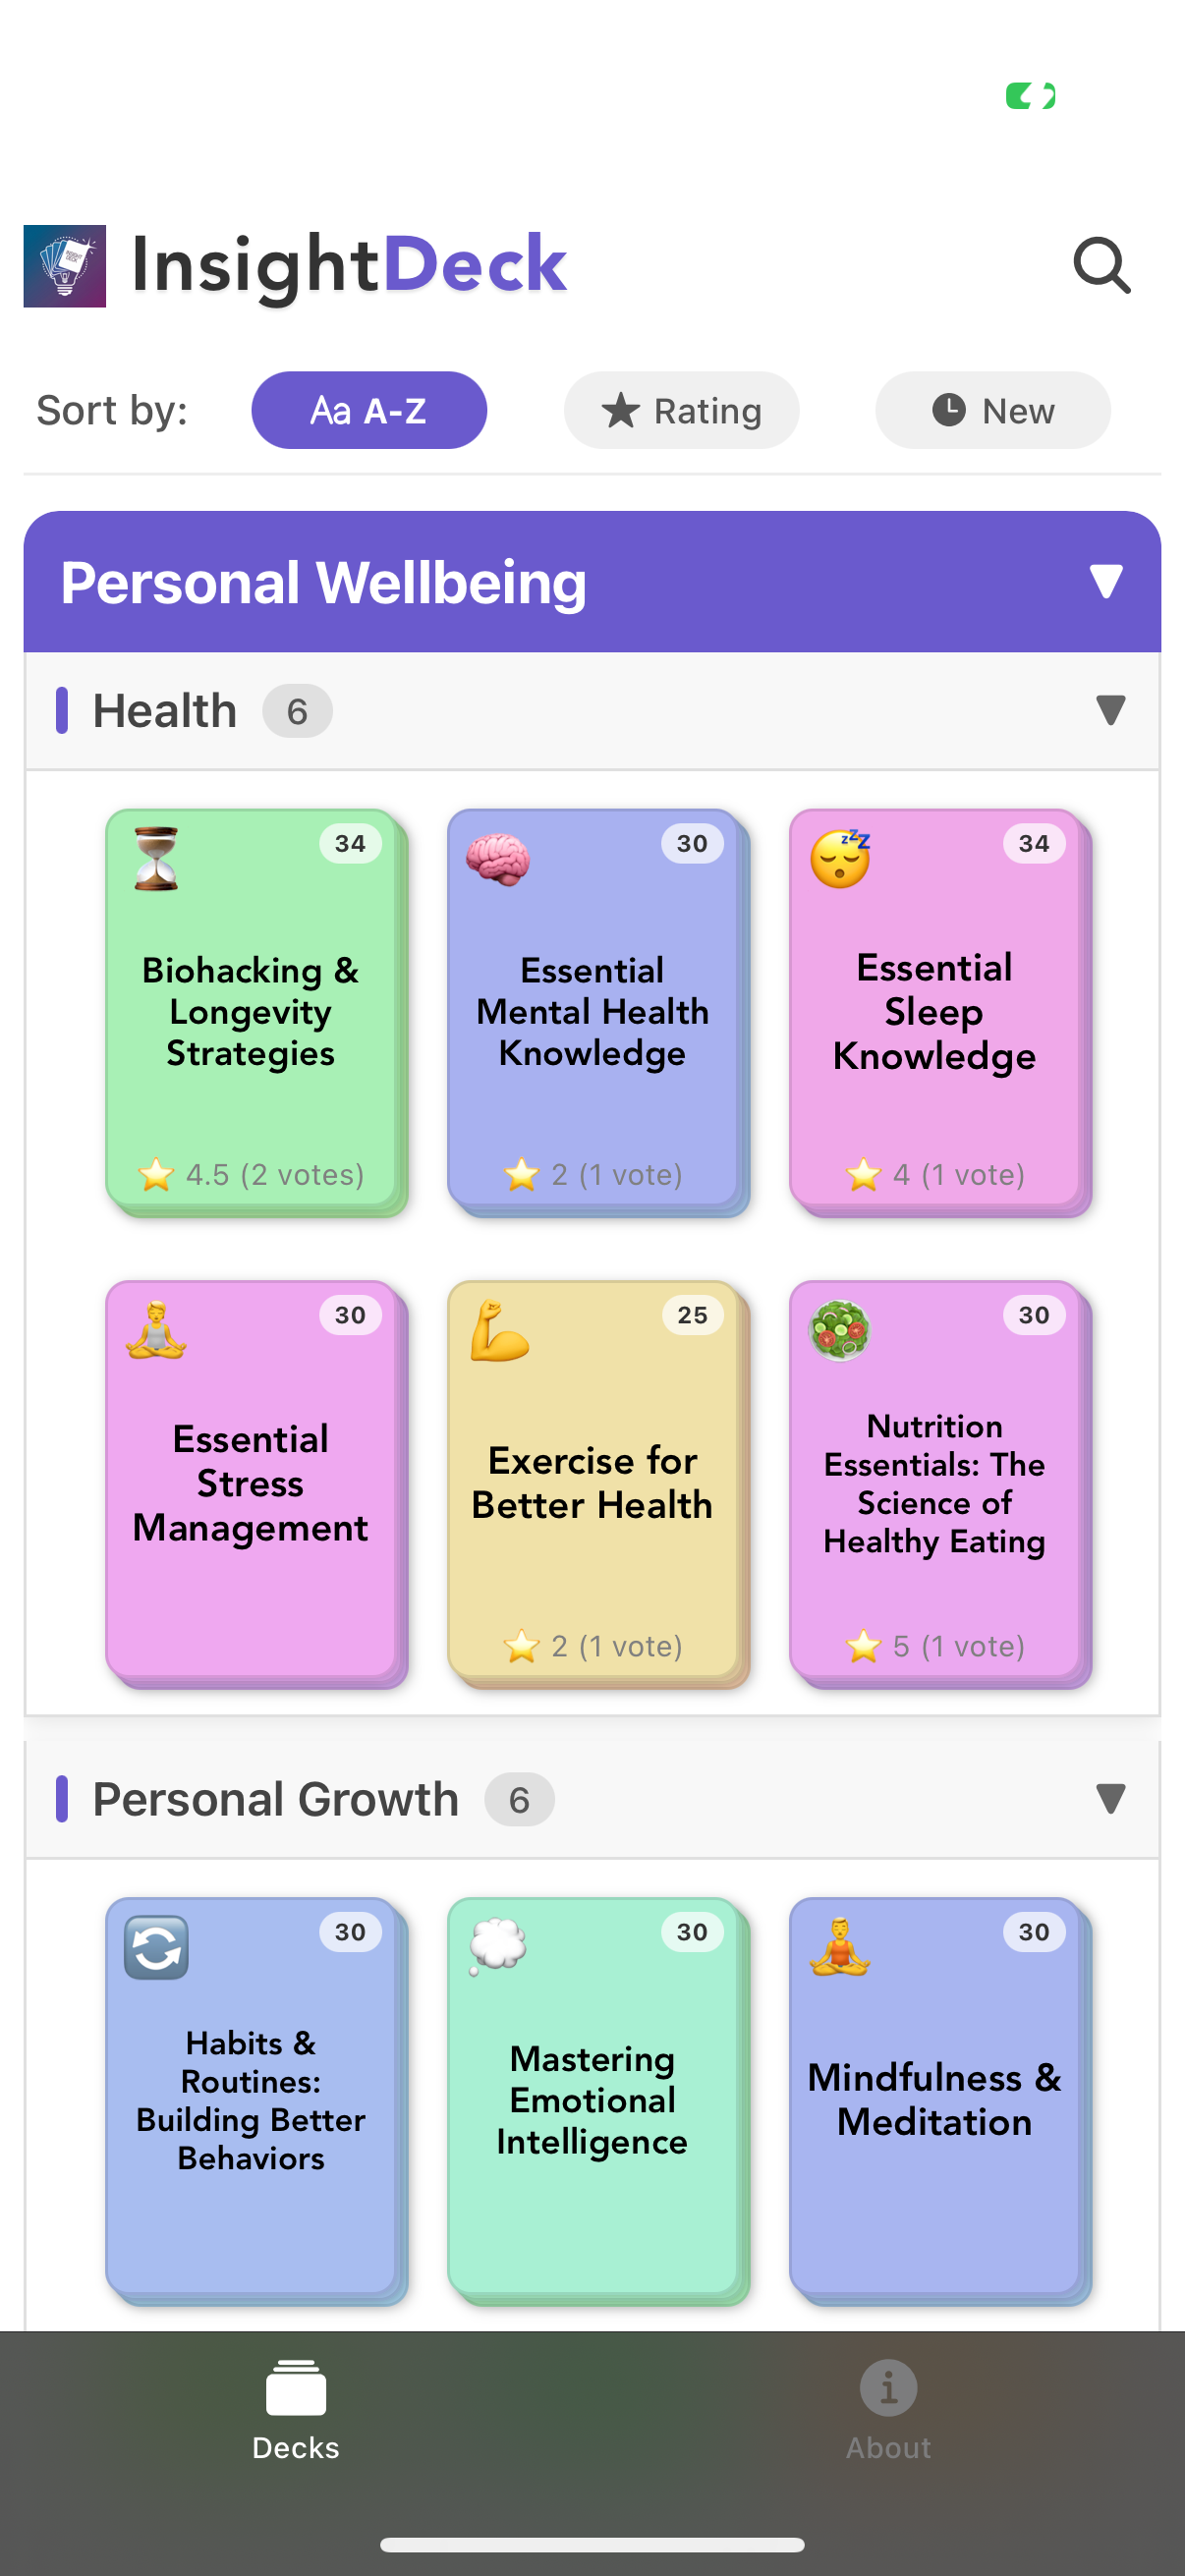 InsightDeck
Sort by:
Aa A-Z
Rating
New
Personal Wellbeing
Health 6
34
Biohacking &
Longevity
Strategies
4.5 (2 votes)
30
Essential
Mental Health
Knowledge
2 (1 vote)
34
Essential
Sleep
Knowledge
4 (1 vote)
30
Essential
Stress
Management
25
Exercise for
Better Health
2 (1 vote)
30
Nutrition
Essentials: The
Science of
Healthy Eating
5 (1 vote)
Personal Growth 6
30
Habits &
Routines:
Building Better
Behaviors
30
Mastering
Emotional
Intelligence
30
Mindfulness &
Meditation
Decks
About